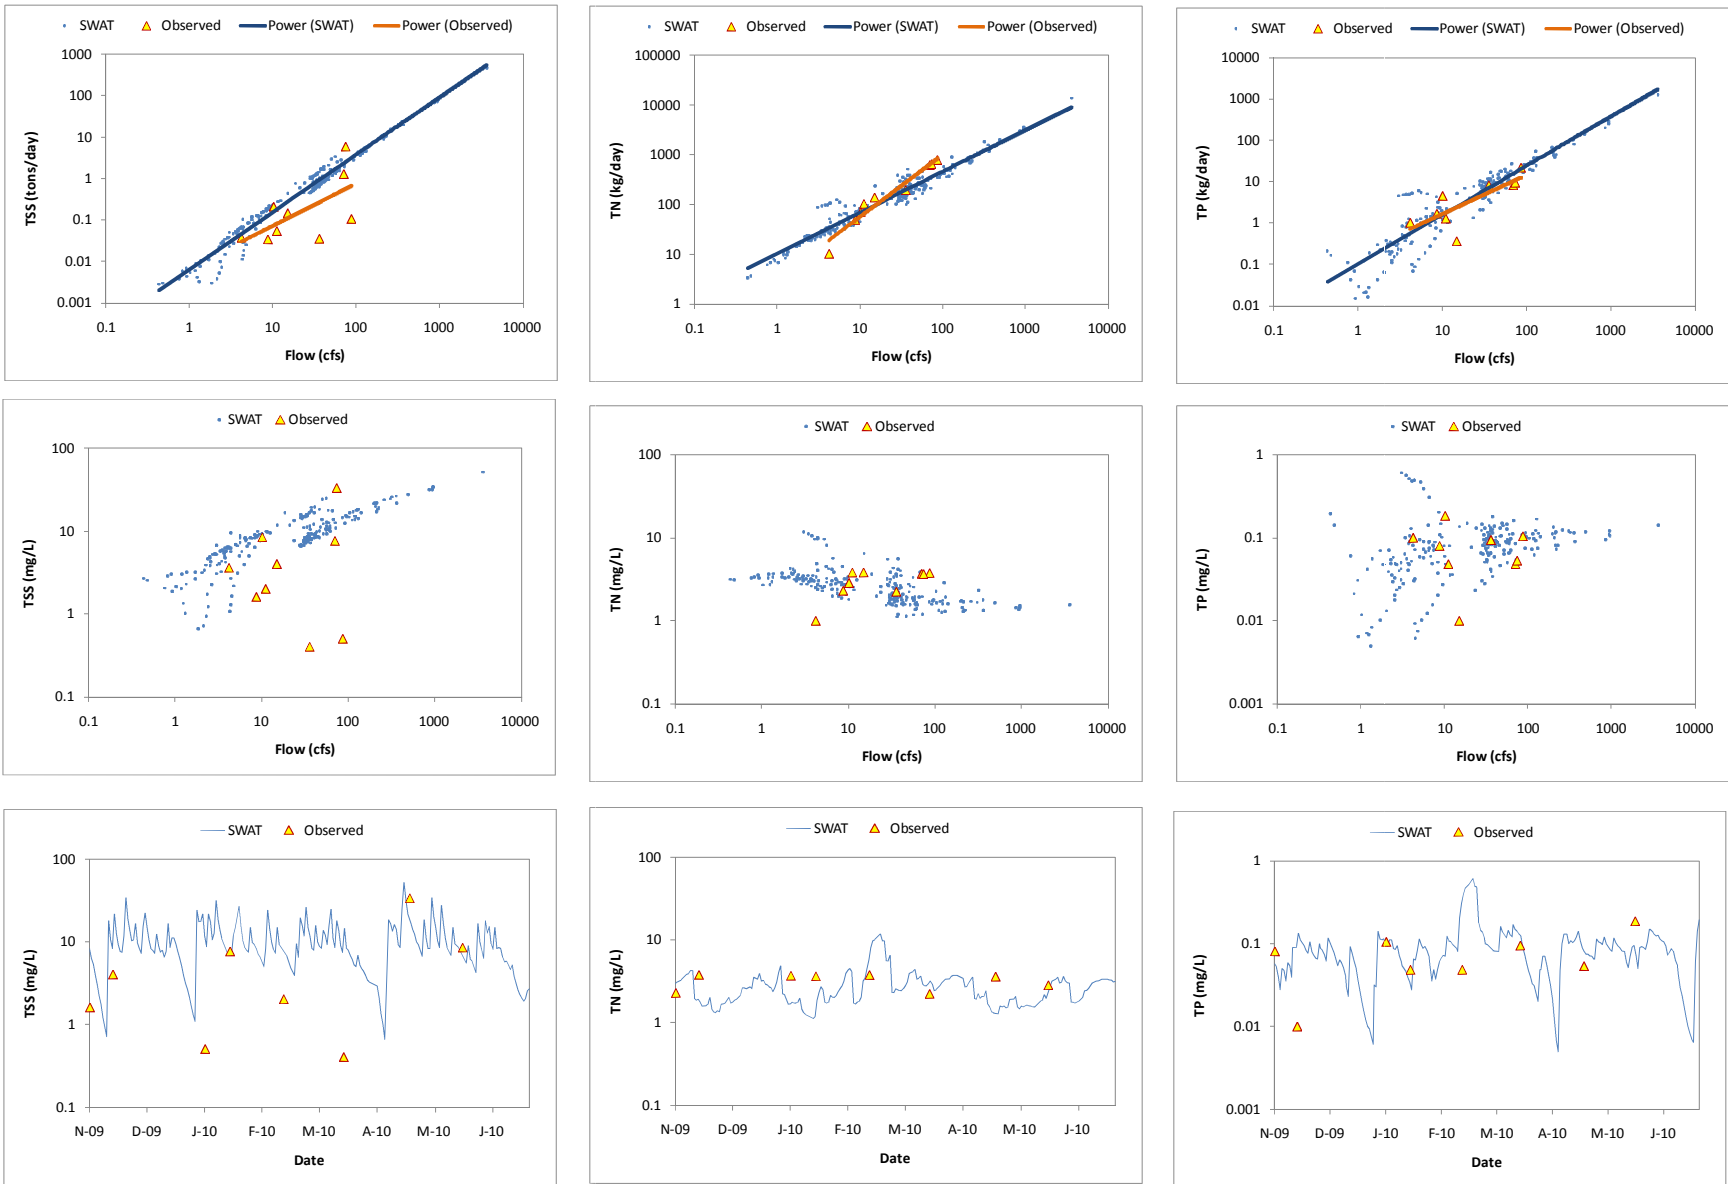 SWAT Observed Power (SWAT) Power (Observed)
1000
100
10
1
0.1
0.01
0.001
TSS (tons/day)
0.1 1 10 100 1000 10000
Flow (cfs)
SWAT Observed Power (SWAT) Power (Observed)
100000
10000
1000
100
10
1
TN (kg/day)
0.1 1 10 100 1000 10000
Flow (cfs)
SWAT Observed Power (SWAT) Power (Observed)
10000
1000
100
10
1
0.1
0.01
TP (kg/day)
0.1 1 10 100 1000 10000
Flow (cfs)
SWAT Observed
100
10
1
0.1
TSS (mg/L)
0.1 1 10 100 1000 10000
Flow (cfs)
SWAT Observed
100
10
1
0.1
TN (mg/L)
0.1 1 10 100 1000 10000
Flow (cfs)
SWAT Observed
1
0.1
0.01
0.001
TP (mg/L)
0.1 1 10 100 1000 10000
Flow (cfs)
SWAT Observed
100
10
1
0.1
TSS (mg/L)
N-09 D-09 J-10 F-10 M-10 A-10 M-10 J-10
Date
SWAT Observed
100
10
1
0.1
TN (mg/L)
N-09 D-09 J-10 F-10 M-10 A-10 M-10 J-10
Date
SWAT Observed
1
0.1
0.01
0.001
TP (mg/L)
N-09 D-09 J-10 F-10 M-10 A-10 M-10 J-10
Date